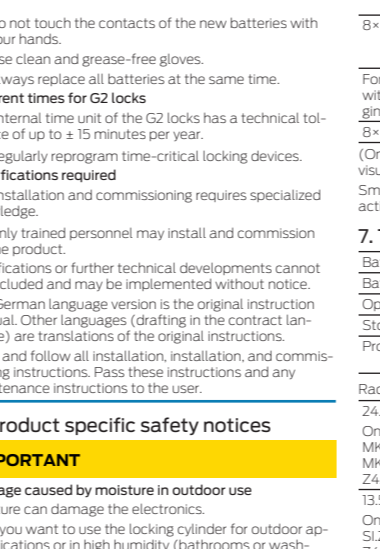 o not touch the contacts of the new batteries with
our hands.
se clean and grease-free gloves.
lways replace all batteries at the same time.
rent times for G2 locks
nternal time unit of the G2 locks has a technical tol-
ce of up to ± 15 minutes per year.
egularly reprogram time-critical locking devices.
ifications required
nstallation and commissioning requires specialized
ledge.
nly trained personnel may install and commission
he product.
fications or further technical developments cannot
xcluded and may be implemented without notice.
German language version is the original instruction
ual. Other languages (drafting in the contract lan-
e) are translations of the original instructions.
and follow all installation, installation, and commis-
ng instructions. Pass these instructions and any
tenance instructions to the user.
roduct specific safety notices
PORTANT
age caused by moisture in outdoor use
ure can damage the electronics.
you want to use the locking cylinder for outdoor ap-
ications or in high humidity (bathrooms or wash-
8×
For
wit
gin
8×
(Or
visu
Sm
acti
7. T
Ba
Ba
Op
Sto
Pro
Rad
24.
On
MK
MK
Z4
13.5
On
SI.